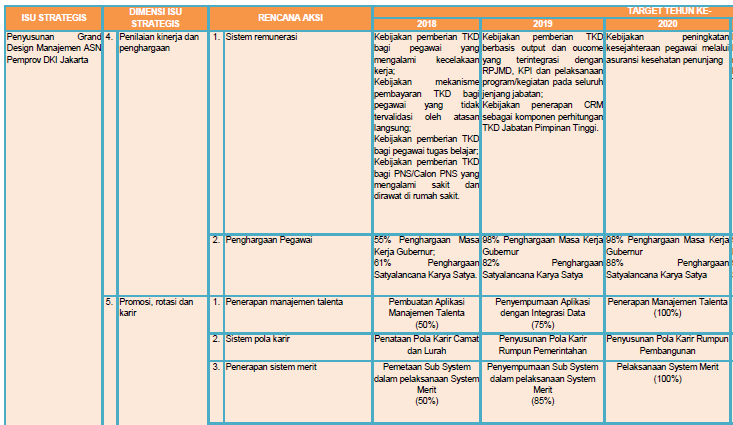 ISU STRATEGIS
DIMENSI ISU
STRATEGIS
RENCANA AKSI
TARGET TEHUN KE-
2018
2019
2020
Penyusunan Grand
Design Manajemen ASN
Pemprov DKI Jakarta
4. Penilaian kinerja dan
penghargaan
1. Sistem remunerasi
Kebijakan pemberian TKD
bagi pegawai yang
mengalami kecelakaan
kerja;
Kebijakan mekanisme
pembayaran TKD bagi
pegawai yang tidak
tervalidasi oleh atasan
langsung;
Kebijakan pemberian TKD
bagi pegawai tugas belajar;
Kebijakan pemberian TKD
bagi PNS/Calon PNS yang
mengalami sakit dan
dirawat di rumah sakit.
Kebijakan pemberian TKD
berbasis output dan oucome
yang terintegrasi dengan
RPJMD, KPI dan pelaksanaan
program/kegiatan pada seluruh
jenjang jabatan;
Kebijakan penerapan CRM
sebagai komponen perhitungan
TKD Jabatan Pimpinan Tinggi.
Kebijakan peningkatan
kesejahteraan pegawai melalui
asuransi kesehatan penunjang
2. Penghargaan Pegawai
55% Penghargaan Masa
Kerja Gubernur;
61% Penghargaan
Satyalancana Karya Satya.
98% Penghargaan Masa Kerja
Gubernur
82% Penghargaan
Satyalancana Karya Satya
98% Penghargaan Masa Kerja
Gubernur
88% Penghargaan
Satyalancana Karya Satya
5. Promosi, rotasi dan
karir
1. Penerapan manajemen talenta
Pembuatan Aplikasi
Manajemen Talenta
(50%)
Penyempurnaan Aplikasi
dengan Integrasi Data
(75%)
Penerapan Manajemen Talenta
(100%)
2. Sistem pola karir
Penataan Pola Karir Camat
dan Lurah
Penyusunan Pola Karir
Rumpun Pemerintahan
Penyusunan Pola Karir Rumpun
Pembangunan
3. Penerapan sistem merit
Pemetaan Sub System
dalam pelaksanaan System
Merit
(50%)
Penyempurnaan Sub System
dalam pelaksanaan System
Merit
(85%)
Pelaksanaan System Merit
(100%)